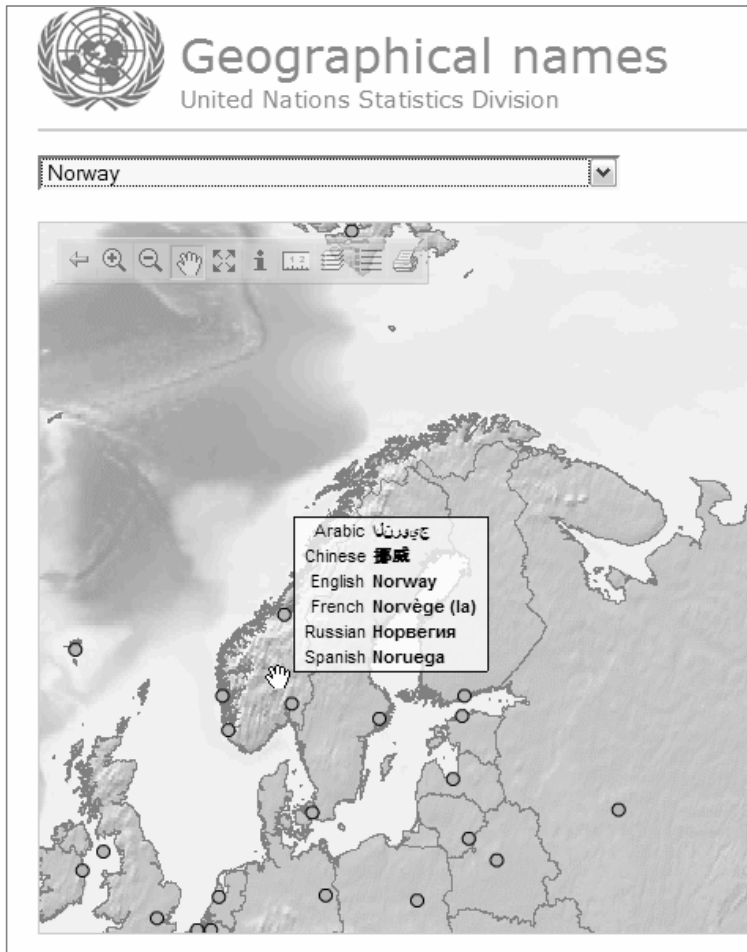 Geographical names
United Nations Statistics Division
Norway
Arabic جيورنلا
Chinese 挪威
English Norway
French Norvège (la)
Russian Норвегия
Spanish Noruega